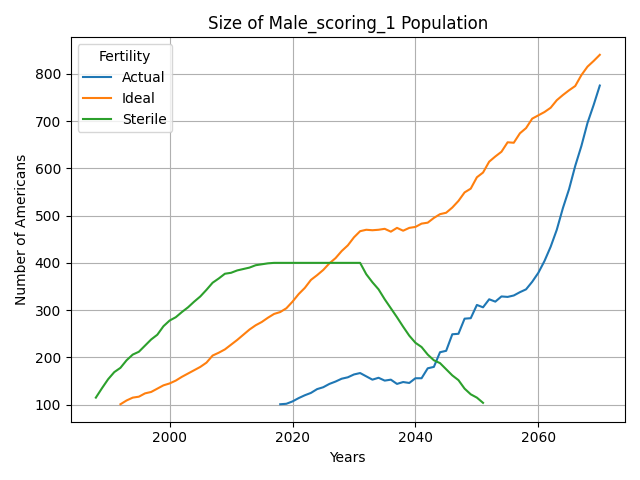 Size of Male_scoring_1 Population
Fertility
Actual
Ideal
Sterile
Number of Americans
800
700
600
500
400
300
200
100
2000
2020
2040
2060
Years